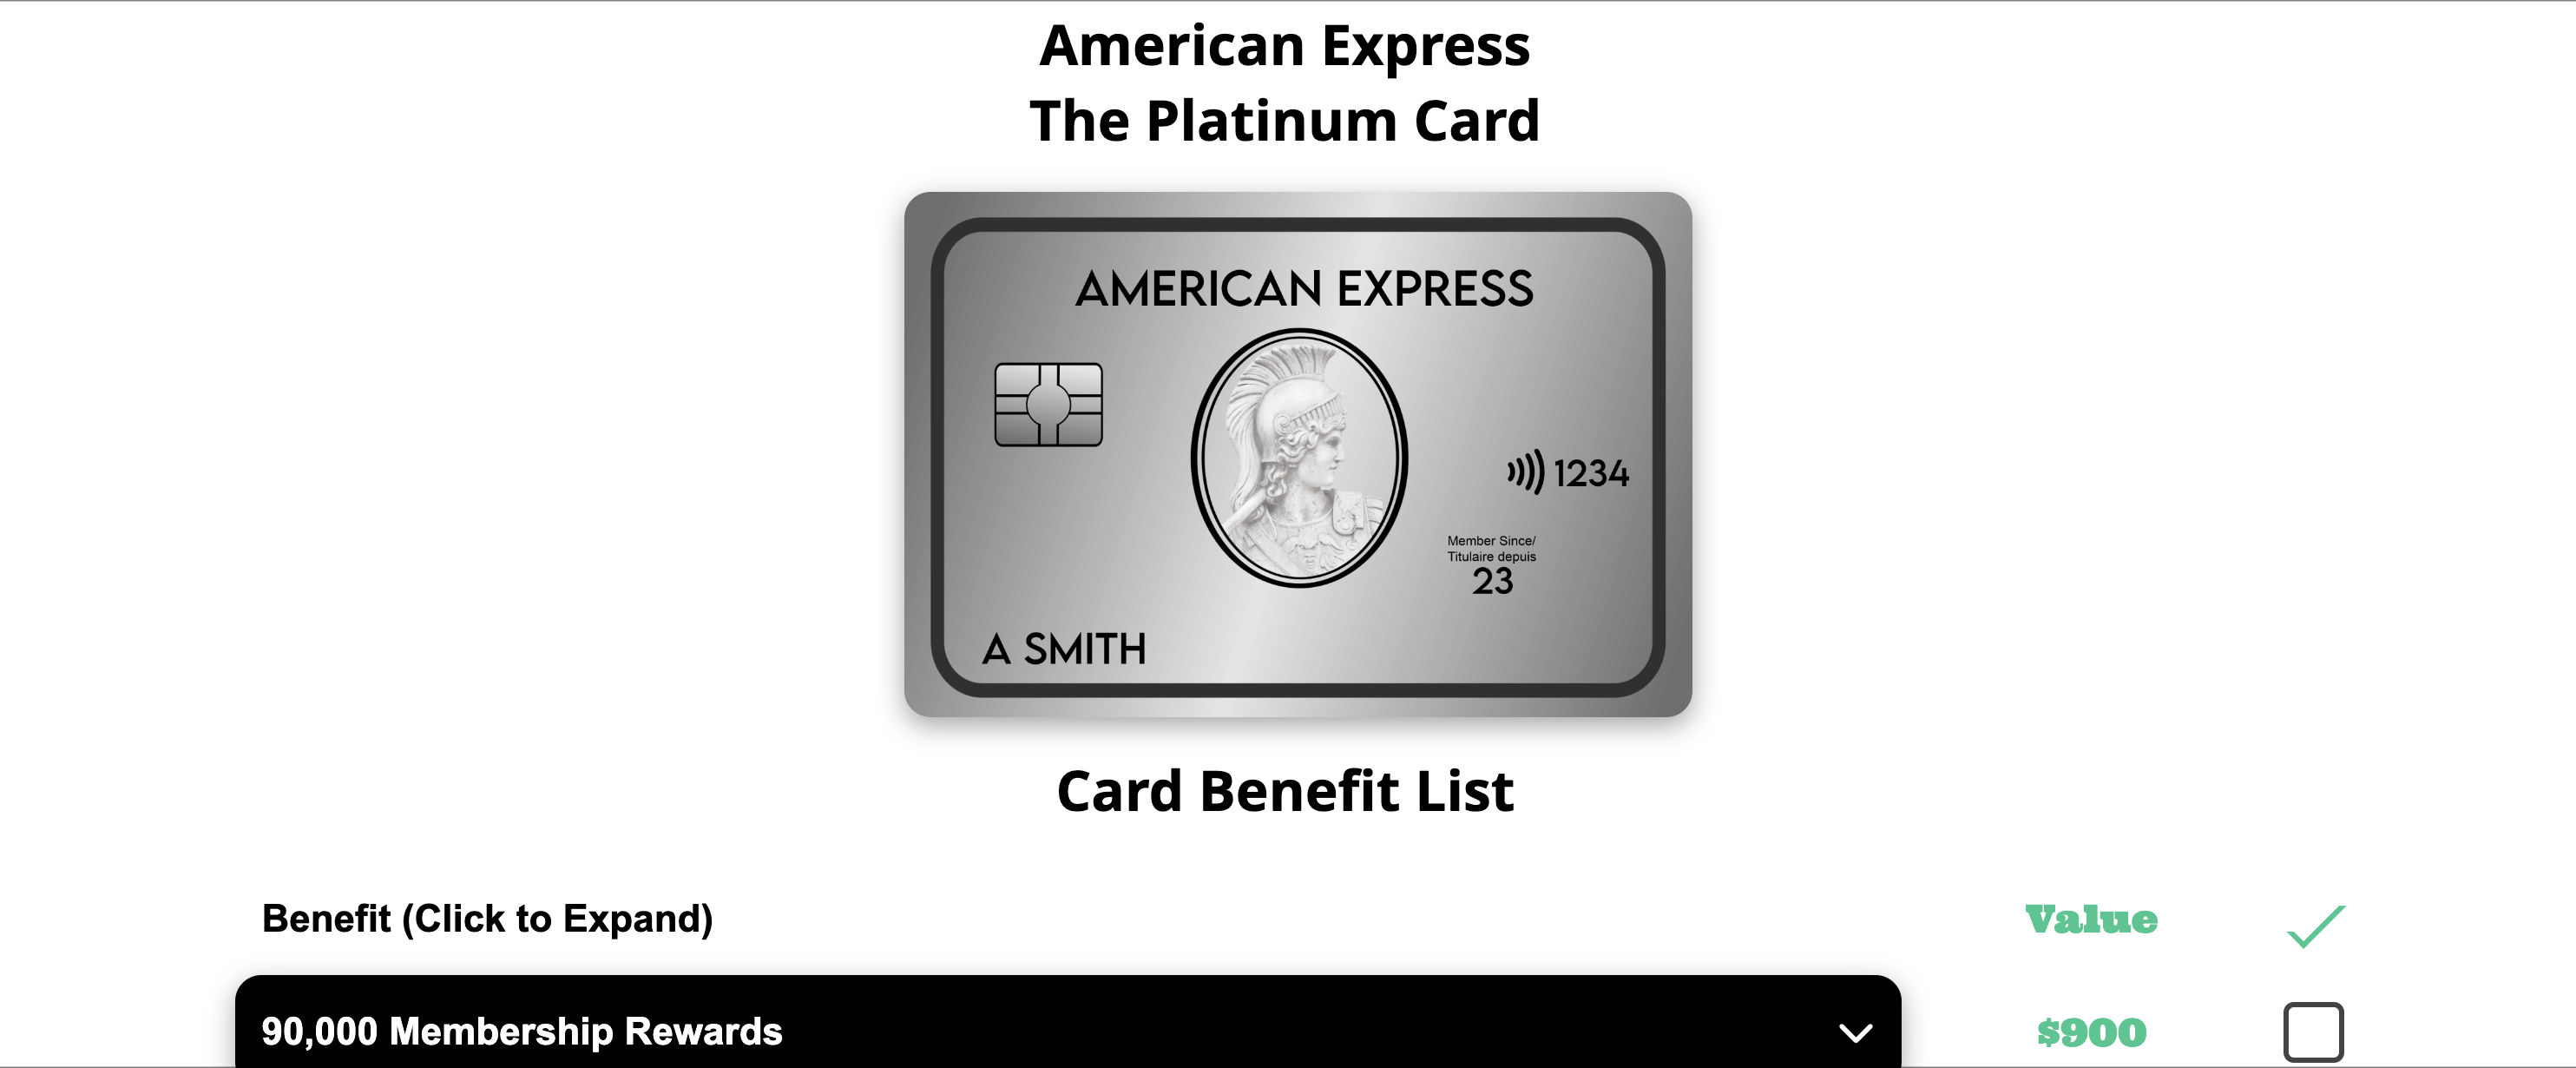 American Express
The Platinum Card
AMERICAN EXPRESS
1234
Member Since/
Titulaire depuis
23
A SMITH
Card Benefit List
Benefit (Click to Expand)
Value
90,000 Membership Rewards
$900